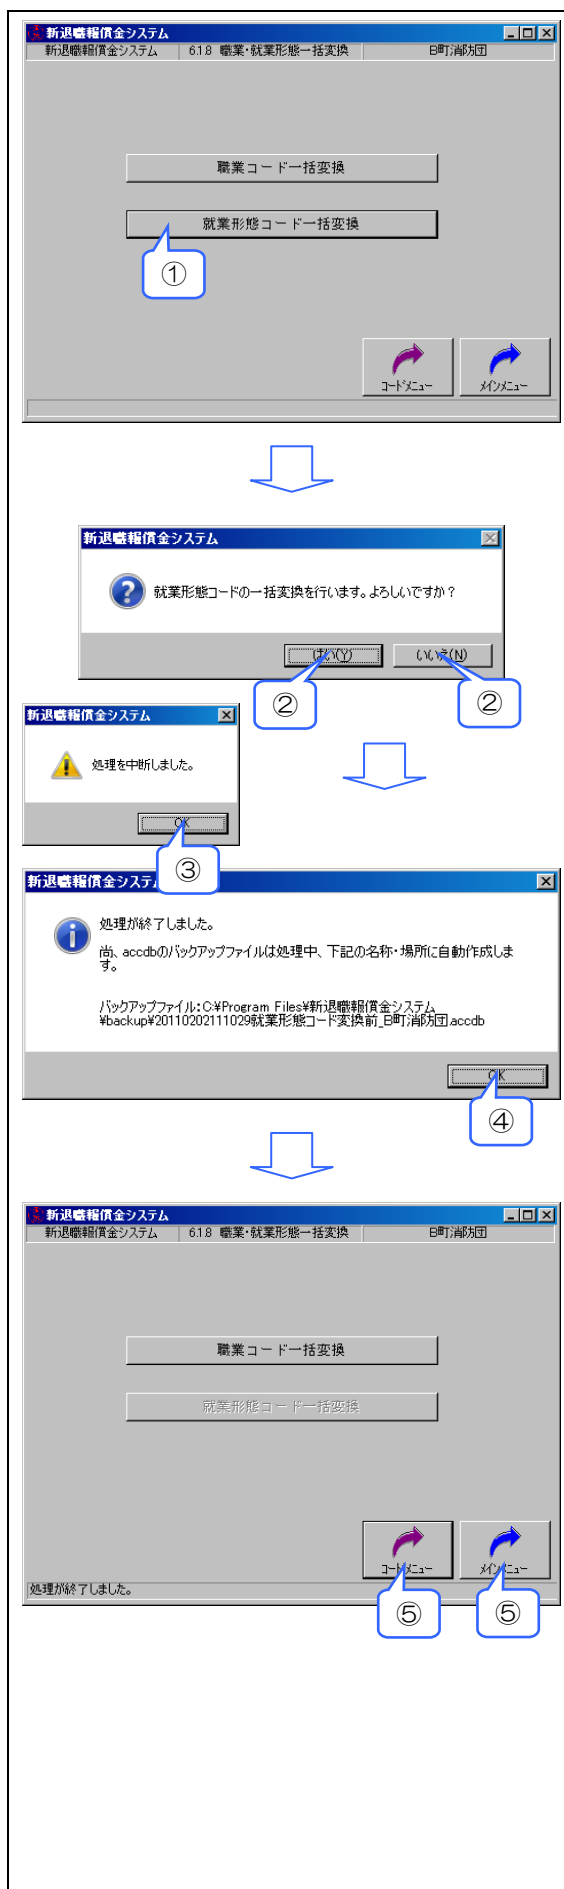 新退職報償金システム
新退職報償金システム 6.1.8 職業・就業形態一括変換 B町消防団
職業コード一括変換
就業形態コード一括変換
①
コードメニュー メインメニュー
新退職報償金システム
就業形態コードの一括変換を行います。よろしいですか？
はい(Y) いいえ(N)
② ②
新退職報償金システム
処理を中断しました。
OK
③
新退職報償金システム
処理が終了しました。
尚、accdbのバックアップファイルは処理中、下記の名称・場所に自動作成しま
す。
バックアップファイル：C:¥Program Files¥新退職報償金システム
¥backup¥20110202111029就業形態コード変換前_B町消防団.accdb
OK
④
新退職報償金システム
新退職報償金システム 6.1.8 職業・就業形態一括変換 B町消防団
職業コード一括変換
就業形態コード一括変換
コードメニュー メインメニュー
処理が終了しました。
⑤ ⑤